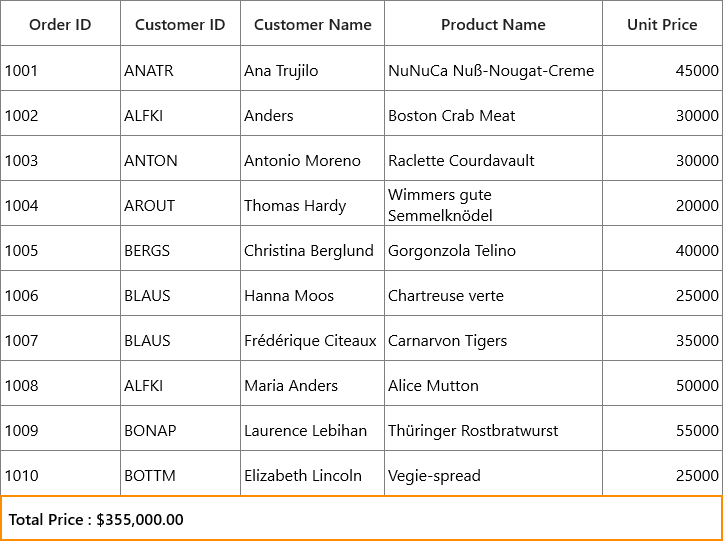 Order ID Customer ID Customer Name Product Name Unit Price
1001 ANATR Ana Trujilo NuNuCa Nuß-Nougat-Creme 45000
1002 ALFKI Anders Boston Crab Meat 30000
1003 ANTON Antonio Moreno Raclette Courdavault 30000
1004 AROUT Thomas Hardy Wimmers gute
Semmelknödel 20000
1005 BERGS Christina Berglund Gorgonzola Telino 40000
1006 BLAUS Hanna Moos Chartreuse verte 25000
1007 BLAUS Frédérique Citeaux Carnarvon Tigers 35000
1008 ALFKI Maria Anders Alice Mutton 50000
1009 BONAP Laurence Lebihan Thüringer Rostbratwurst 55000
1010 BOTTM Elizabeth Lincoln Vegie-spread 25000
Total Price : $355,000.00